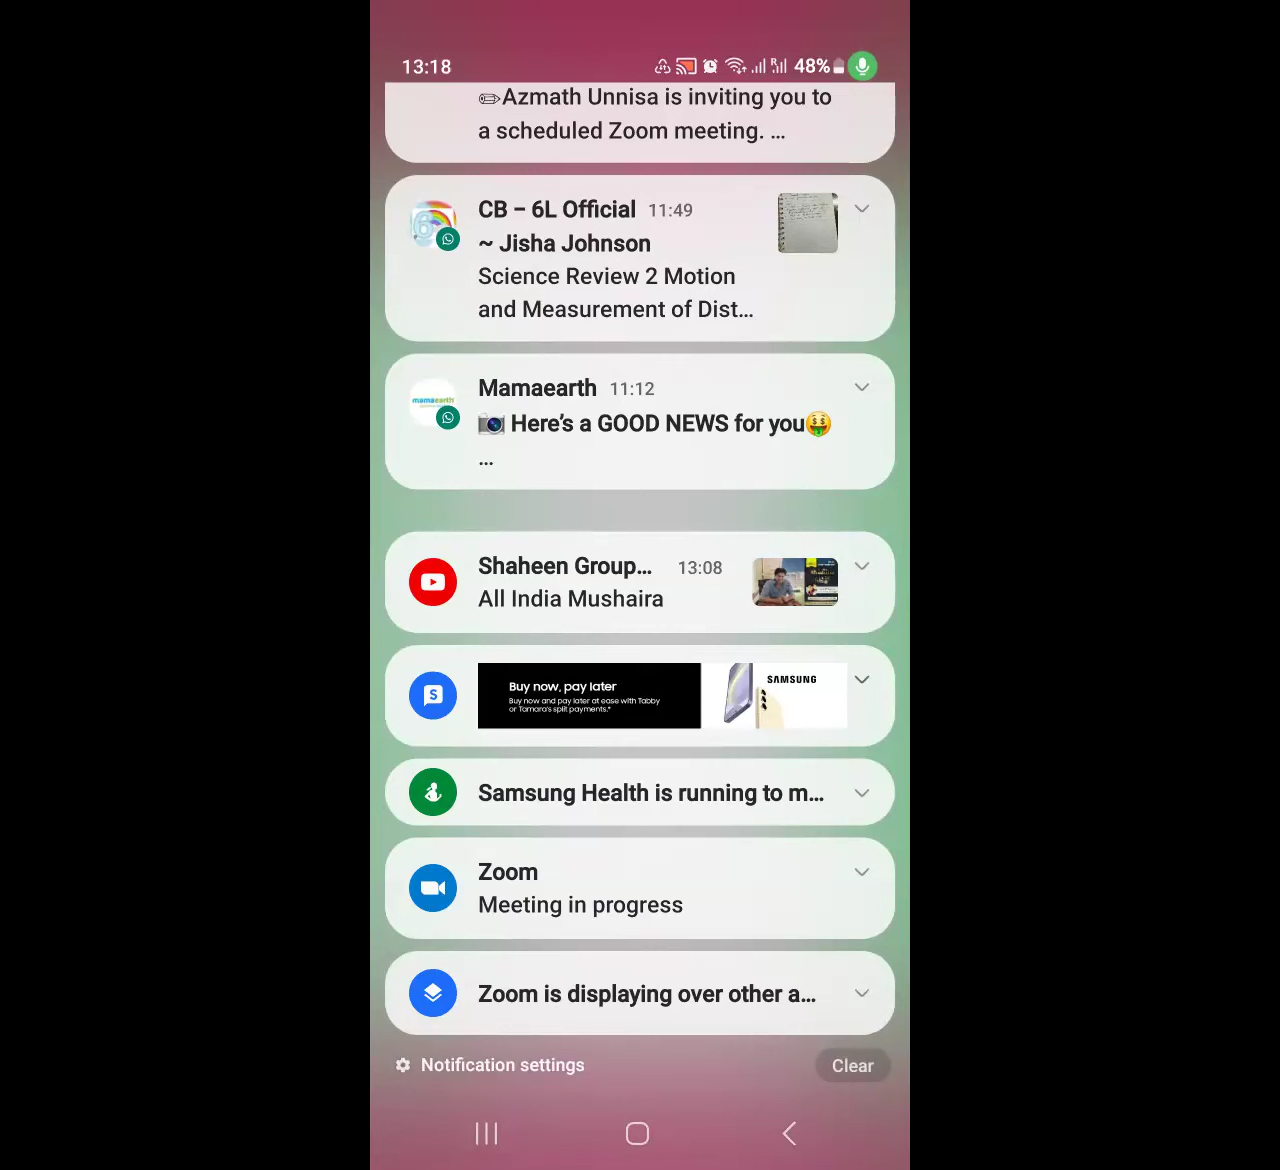 13:18
48%
✏Azmath Unnisa is inviting you to
a scheduled Zoom meeting. ...
CB – 6L Official 11:49
~ Jisha Johnson
Science Review 2 Motion
and Measurement of Dist...
mamaearth
Mamaearth 11:12
📷 Here's a GOOD NEWS for you🤑
...
Shaheen Group... 13:08
All India Mushaira
Buy now, pay later
Buy now and pay later at ease with Tabby
or Tamara's split payments.*
SAMSUNG
Samsung Health is running to m...
Zoom
Meeting in progress
Zoom is displaying over other a...
Notification settings
Clear